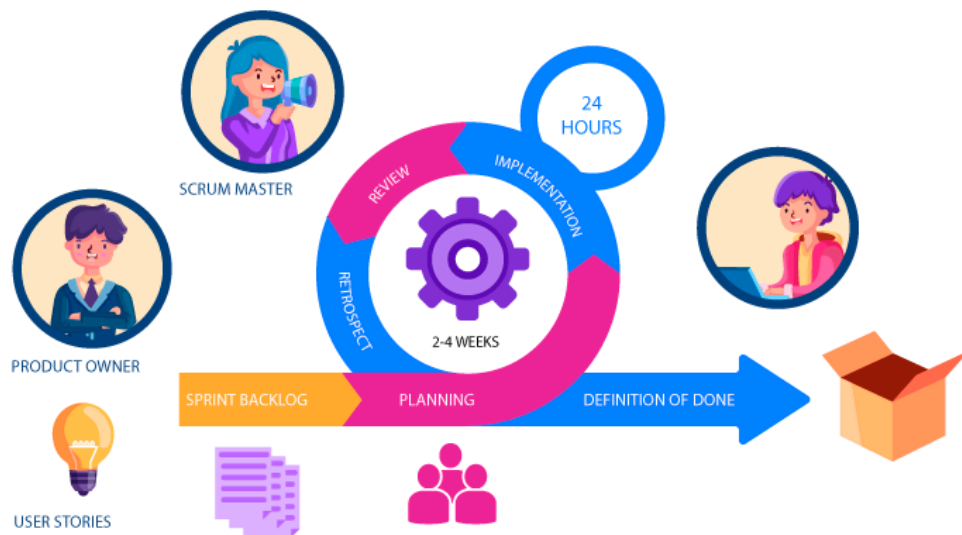 24
HOURS
SCRUM MASTER
REVIEW
IMPLEMENTATION
RETROSPECT
2-4 WEEKS
PRODUCT OWNER
SPRINT BACKLOG
PLANNING
DEFINITION OF DONE
USER STORIES